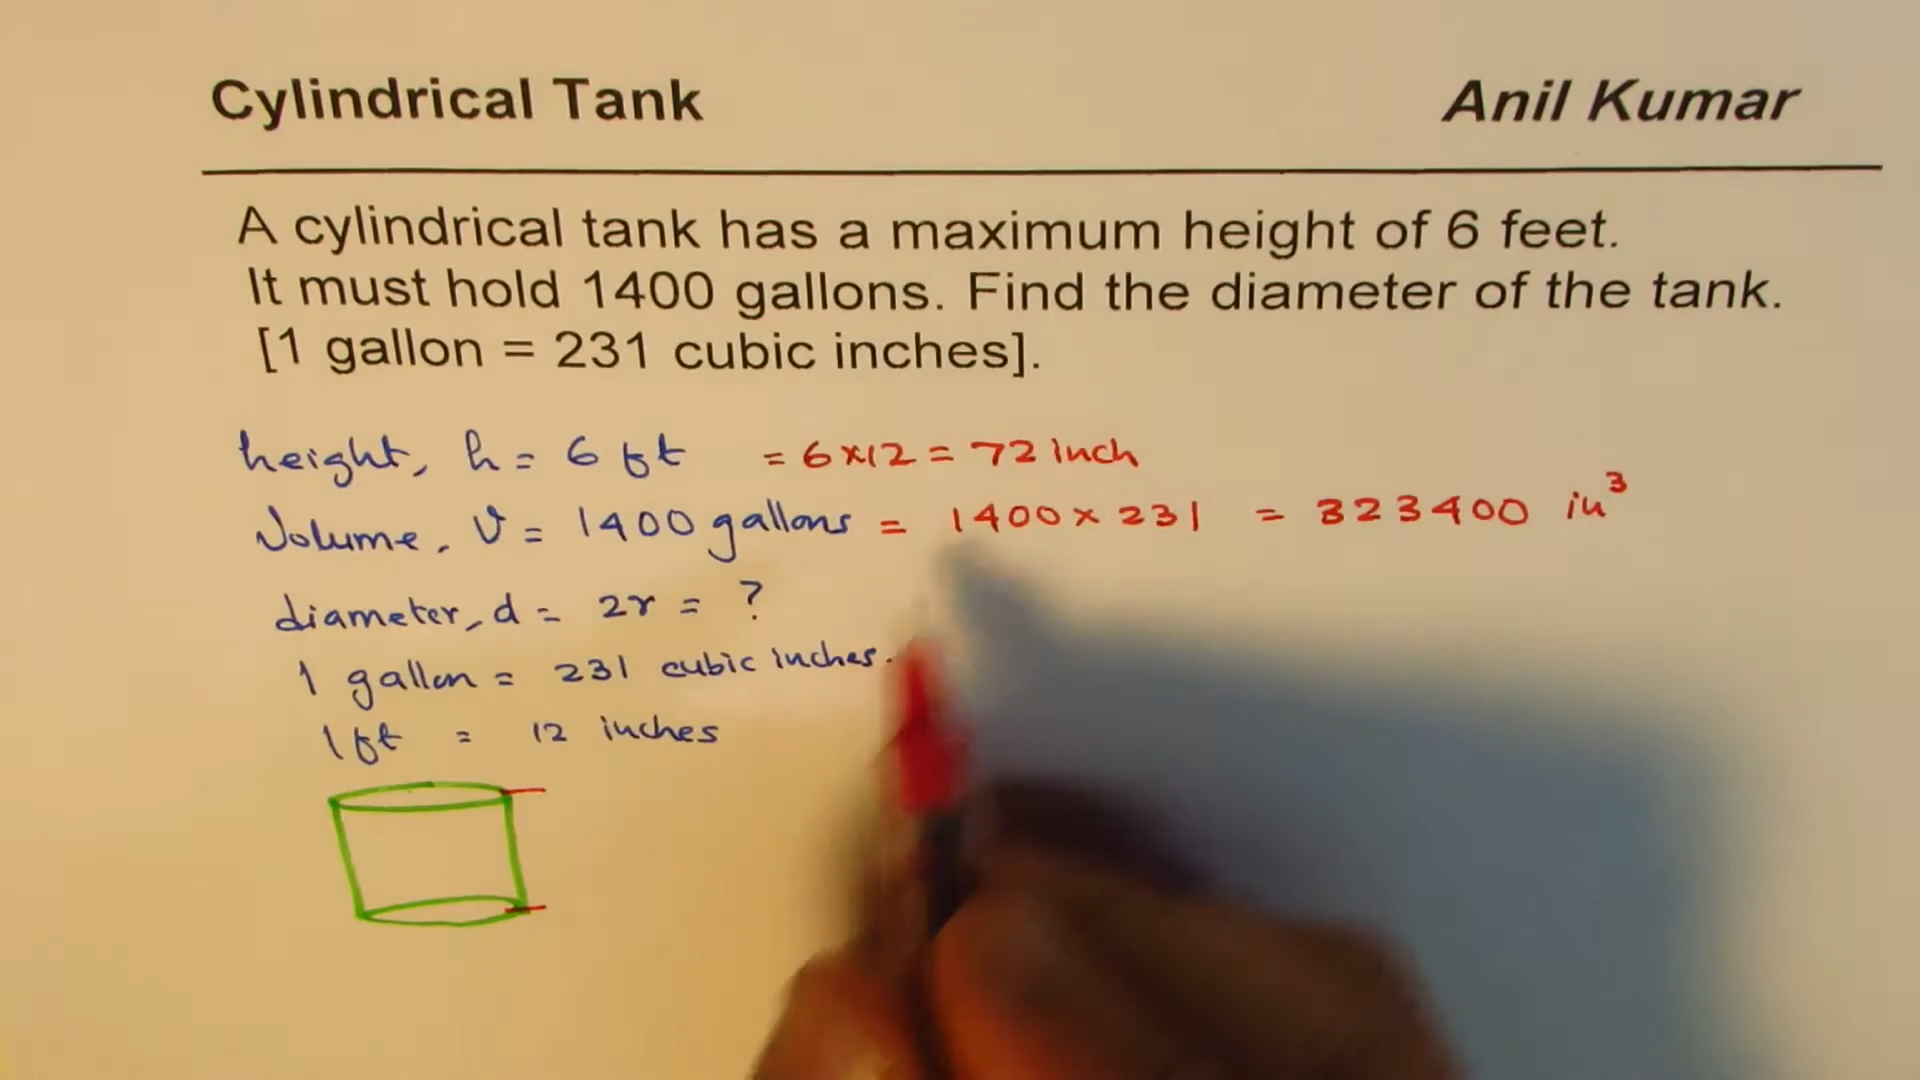 Cylindrical Tank Anil Kumar
A cylindrical tank has a maximum height of 6 feet.
It must hold 1400 gallons. Find the diameter of the tank.
[1 gallon = 231 cubic inches].
height, h = 6 ft = 6×12 = 72 inch
Volume, V = 1400 gallons = 1400 × 231 = 323400 in³
diameter, d = 2r = ?
1 gallon = 231 cubic inches.
1 ft = 12 inches